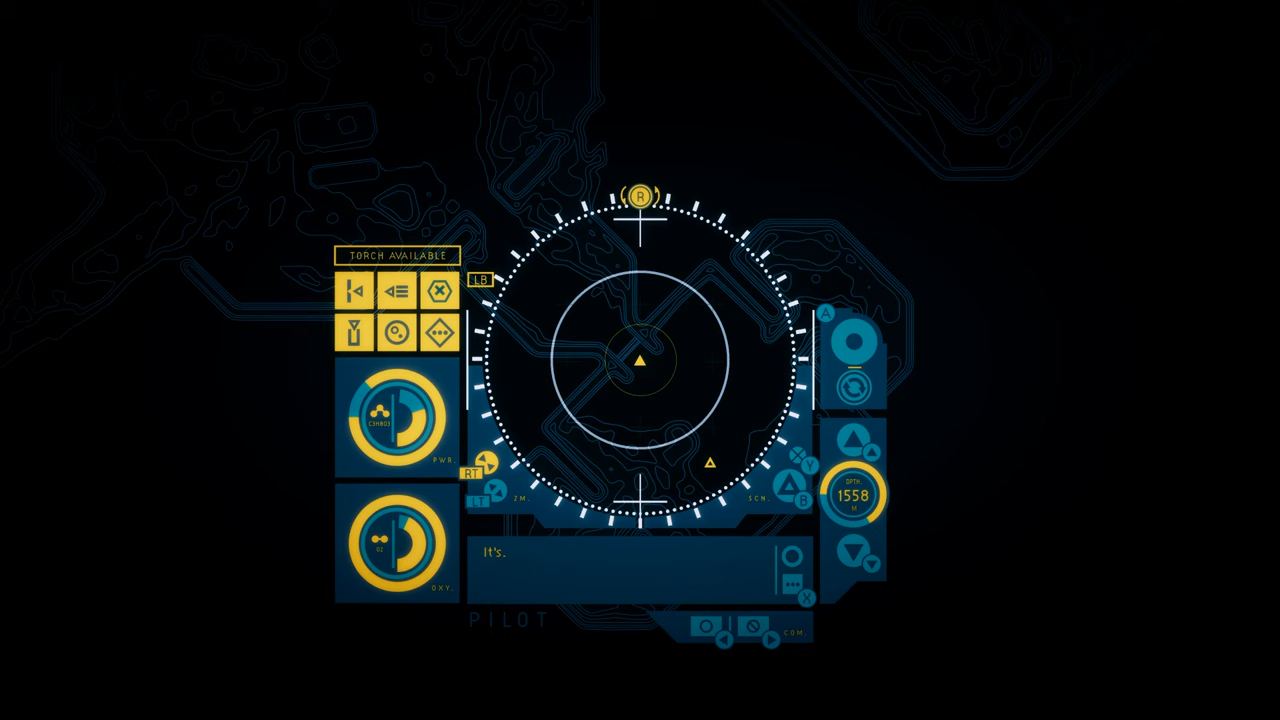 R
TORCH AVAILABLE
LB
A
C3H8O3
PWR.
RT
LT
ZM.
SCN.
Y
B
DPTH.
1558
M
O2
OXY.
It's.
X
PILOT
COM.